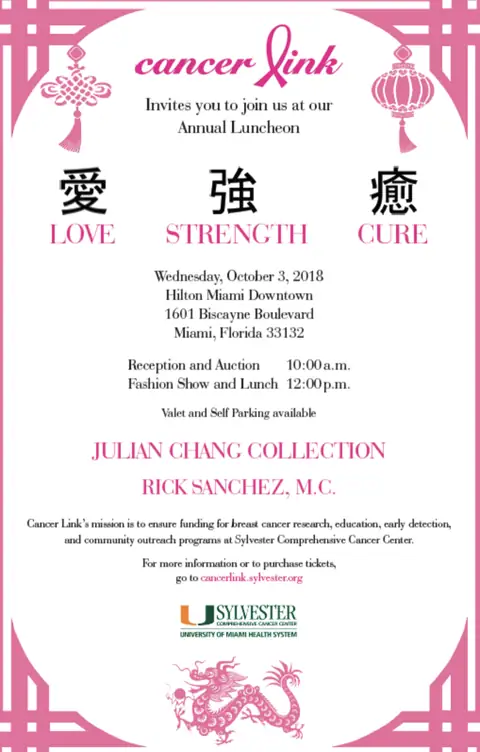 cancer link
Invites you to join us at our
Annual Luncheon
愛 強 癒
LOVE STRENGTH CURE
Wednesday, October 3, 2018
Hilton Miami Downtown
1601 Biscayne Boulevard
Miami, Florida 33132
Reception and Auction 10:00 a.m.
Fashion Show and Lunch 12:00 p.m.
Valet and Self Parking available
JULIAN CHANG COLLECTION
RICK SANCHEZ, M.C.
Cancer Link's mission is to ensure funding for breast cancer research, education, early detection,
and community outreach programs at Sylvester Comprehensive Cancer Center.
For more information or to purchase tickets,
go to cancerlink.sylvester.org
SYLVESTER
COMPREHENSIVE CANCER CENTER
UNIVERSITY OF MIAMI HEALTH SYSTEM